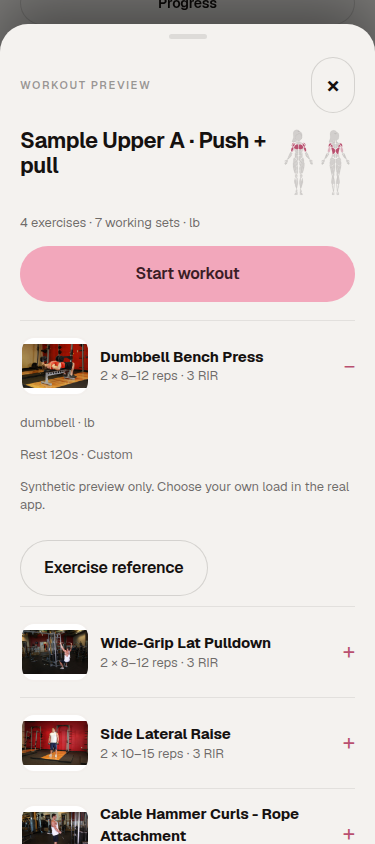 Progress
WORKOUT PREVIEW
×
Sample Upper A · Push +
pull
4 exercises · 7 working sets · lb
Start workout
Dumbbell Bench Press
2 × 8–12 reps · 3 RIR
−
dumbbell · lb
Rest 120s · Custom
Synthetic preview only. Choose your own load in the real
app.
Exercise reference
Wide-Grip Lat Pulldown
2 × 8–12 reps · 3 RIR
+
Side Lateral Raise
2 × 10–15 reps · 3 RIR
+
Cable Hammer Curls - Rope
Attachment
+